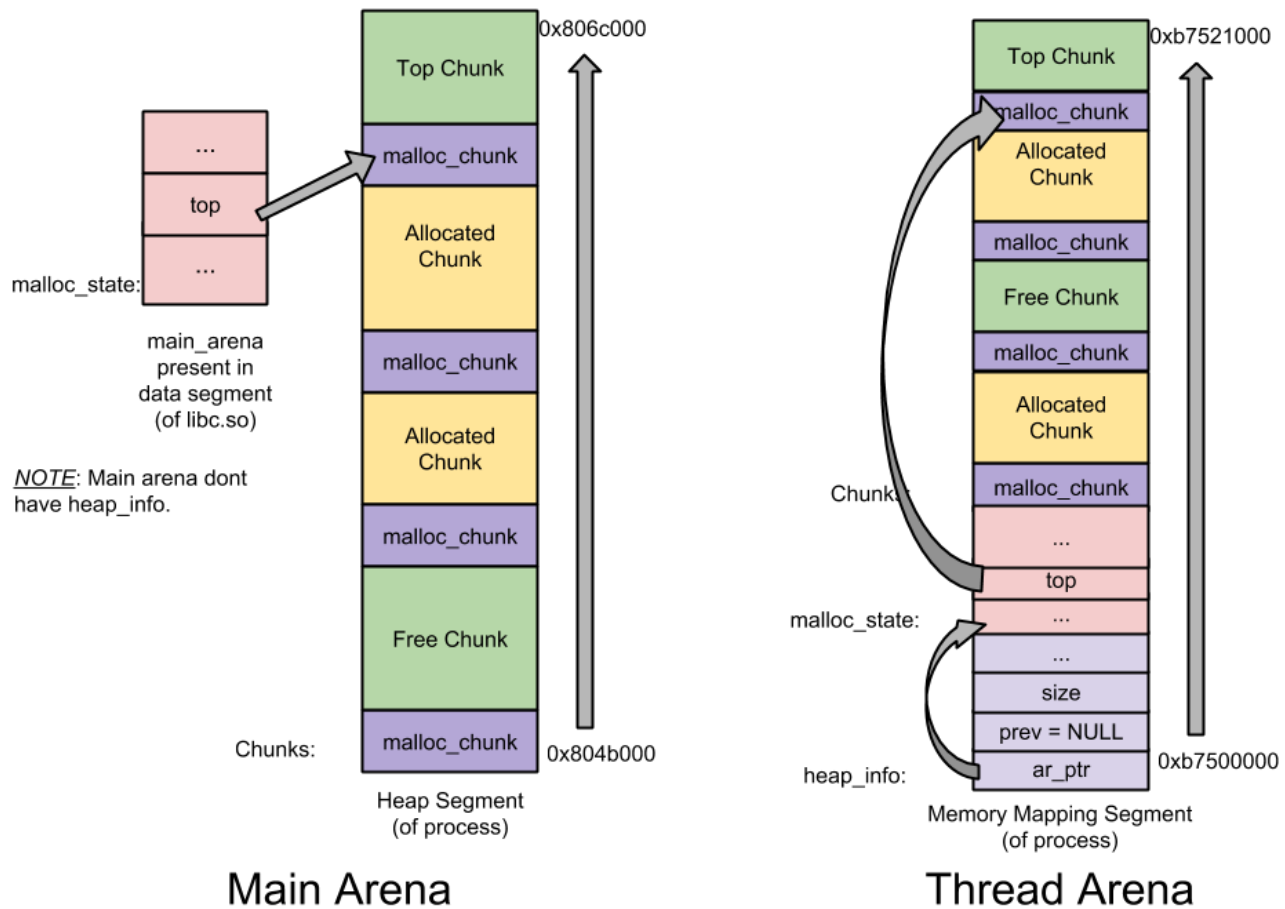 0x806c000
Top Chunk
malloc_chunk
...
top
...
malloc_state:
Allocated
Chunk
main_arena
present in
data segment
(of libc.so)
malloc_chunk
Allocated
Chunk
NOTE: Main arena dont
have heap_info.
malloc_chunk
Free Chunk
Chunks:
malloc_chunk
0x804b000
Heap Segment
(of process)
Main Arena
0xb7521000
Top Chunk
malloc_chunk
Allocated
Chunk
malloc_chunk
Free Chunk
malloc_chunk
Allocated
Chunk
Chunks:
malloc_chunk
...
top
malloc_state:
...
...
size
prev = NULL
heap_info:
ar_ptr
0xb7500000
Memory Mapping Segment
(of process)
Thread Arena